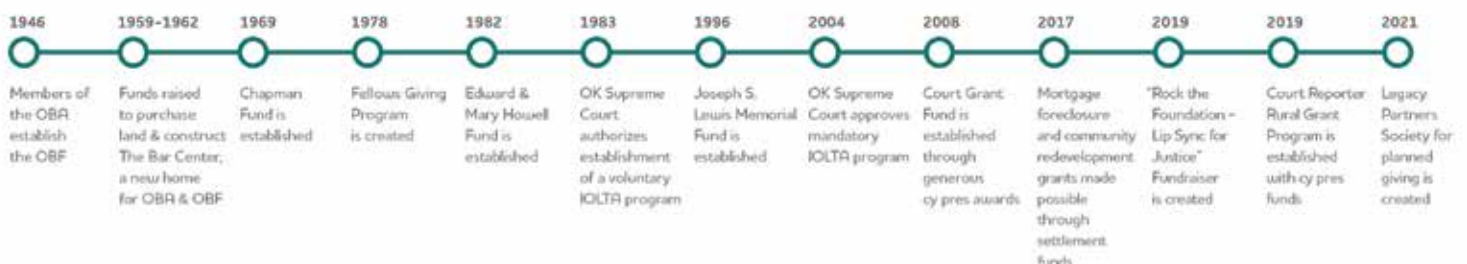 1946
Members of
the OBA
establish
the OBF
1959-1962
Funds raised
to purchase
land & construct
The Bar Center,
a new home
for OBA & OBF
1969
Chapman
Fund is
established
1978
Fellows Giving
Program
is created
1982
Edward &
Mary Howell
Fund is
established
1983
OK Supreme
Court
authorizes
establishment
of a voluntary
IOLTA program
1996
Joseph S.
Lewis Memorial
Fund is
established
2004
OK Supreme
Court approves
mandatory
IOLTA program
2008
Court Grant
Fund is
established
through
generous
cy pres awards
2017
Mortgage
foreclosure
and community
redevelopment
grants made
possible
through
settlement
funds
2019
"Rock the
Foundation -
Lip Sync for
Justice"
Fundraiser
is created
2019
Court Reporter
Rural Grant
Program is
established
with cy pres
funds
2021
Legacy
Partners
Society for
planned
giving is
created